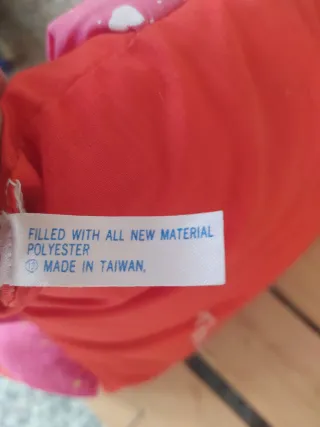 FILLED WITH ALL NEW MATERIAL
POLYESTER
MADE IN TAIWAN,